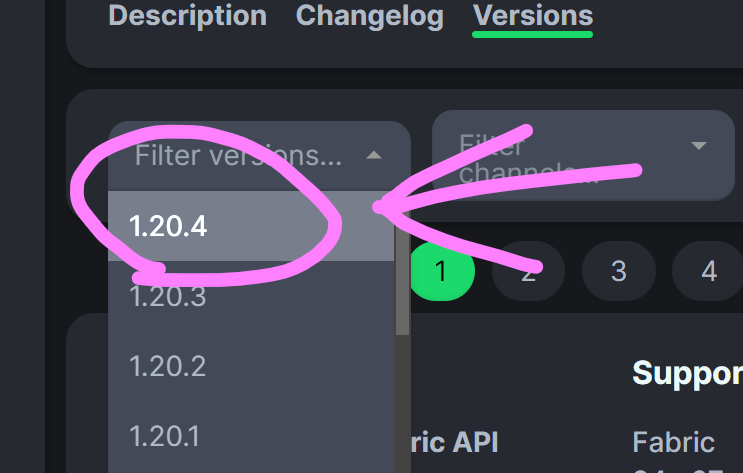 Description Changelog Versions
Filter versions...
Filter
channels...
1.20.4
1 2 3 4
1.20.3
1.20.2
Suppor
1.20.1
ric API
Fabric